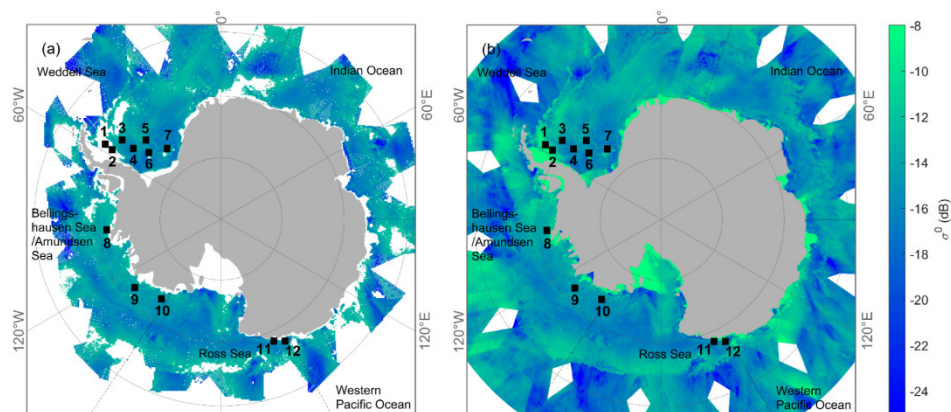 (a)
0°
Weddell Sea
Indian Ocean
60°W
60°E
1
3
5
7
2
4
6
Bellings-
hausen Sea
/Amundsen
Sea
8
9
10
120°W
120°E
Ross Sea
11
12
Western
Pacific Ocean
(b)
0°
Weddell Sea
Indian Ocean
60°W
60°E
1
3
5
7
2
4
6
Bellings-
hausen Sea
/Amundsen
Sea
8
9
10
120°W
120°E
Ross Sea
11
12
Western
Pacific Ocean
-8
-10
-12
-14
-16
-18
-20
-22
-24
σ⁰ (dB)